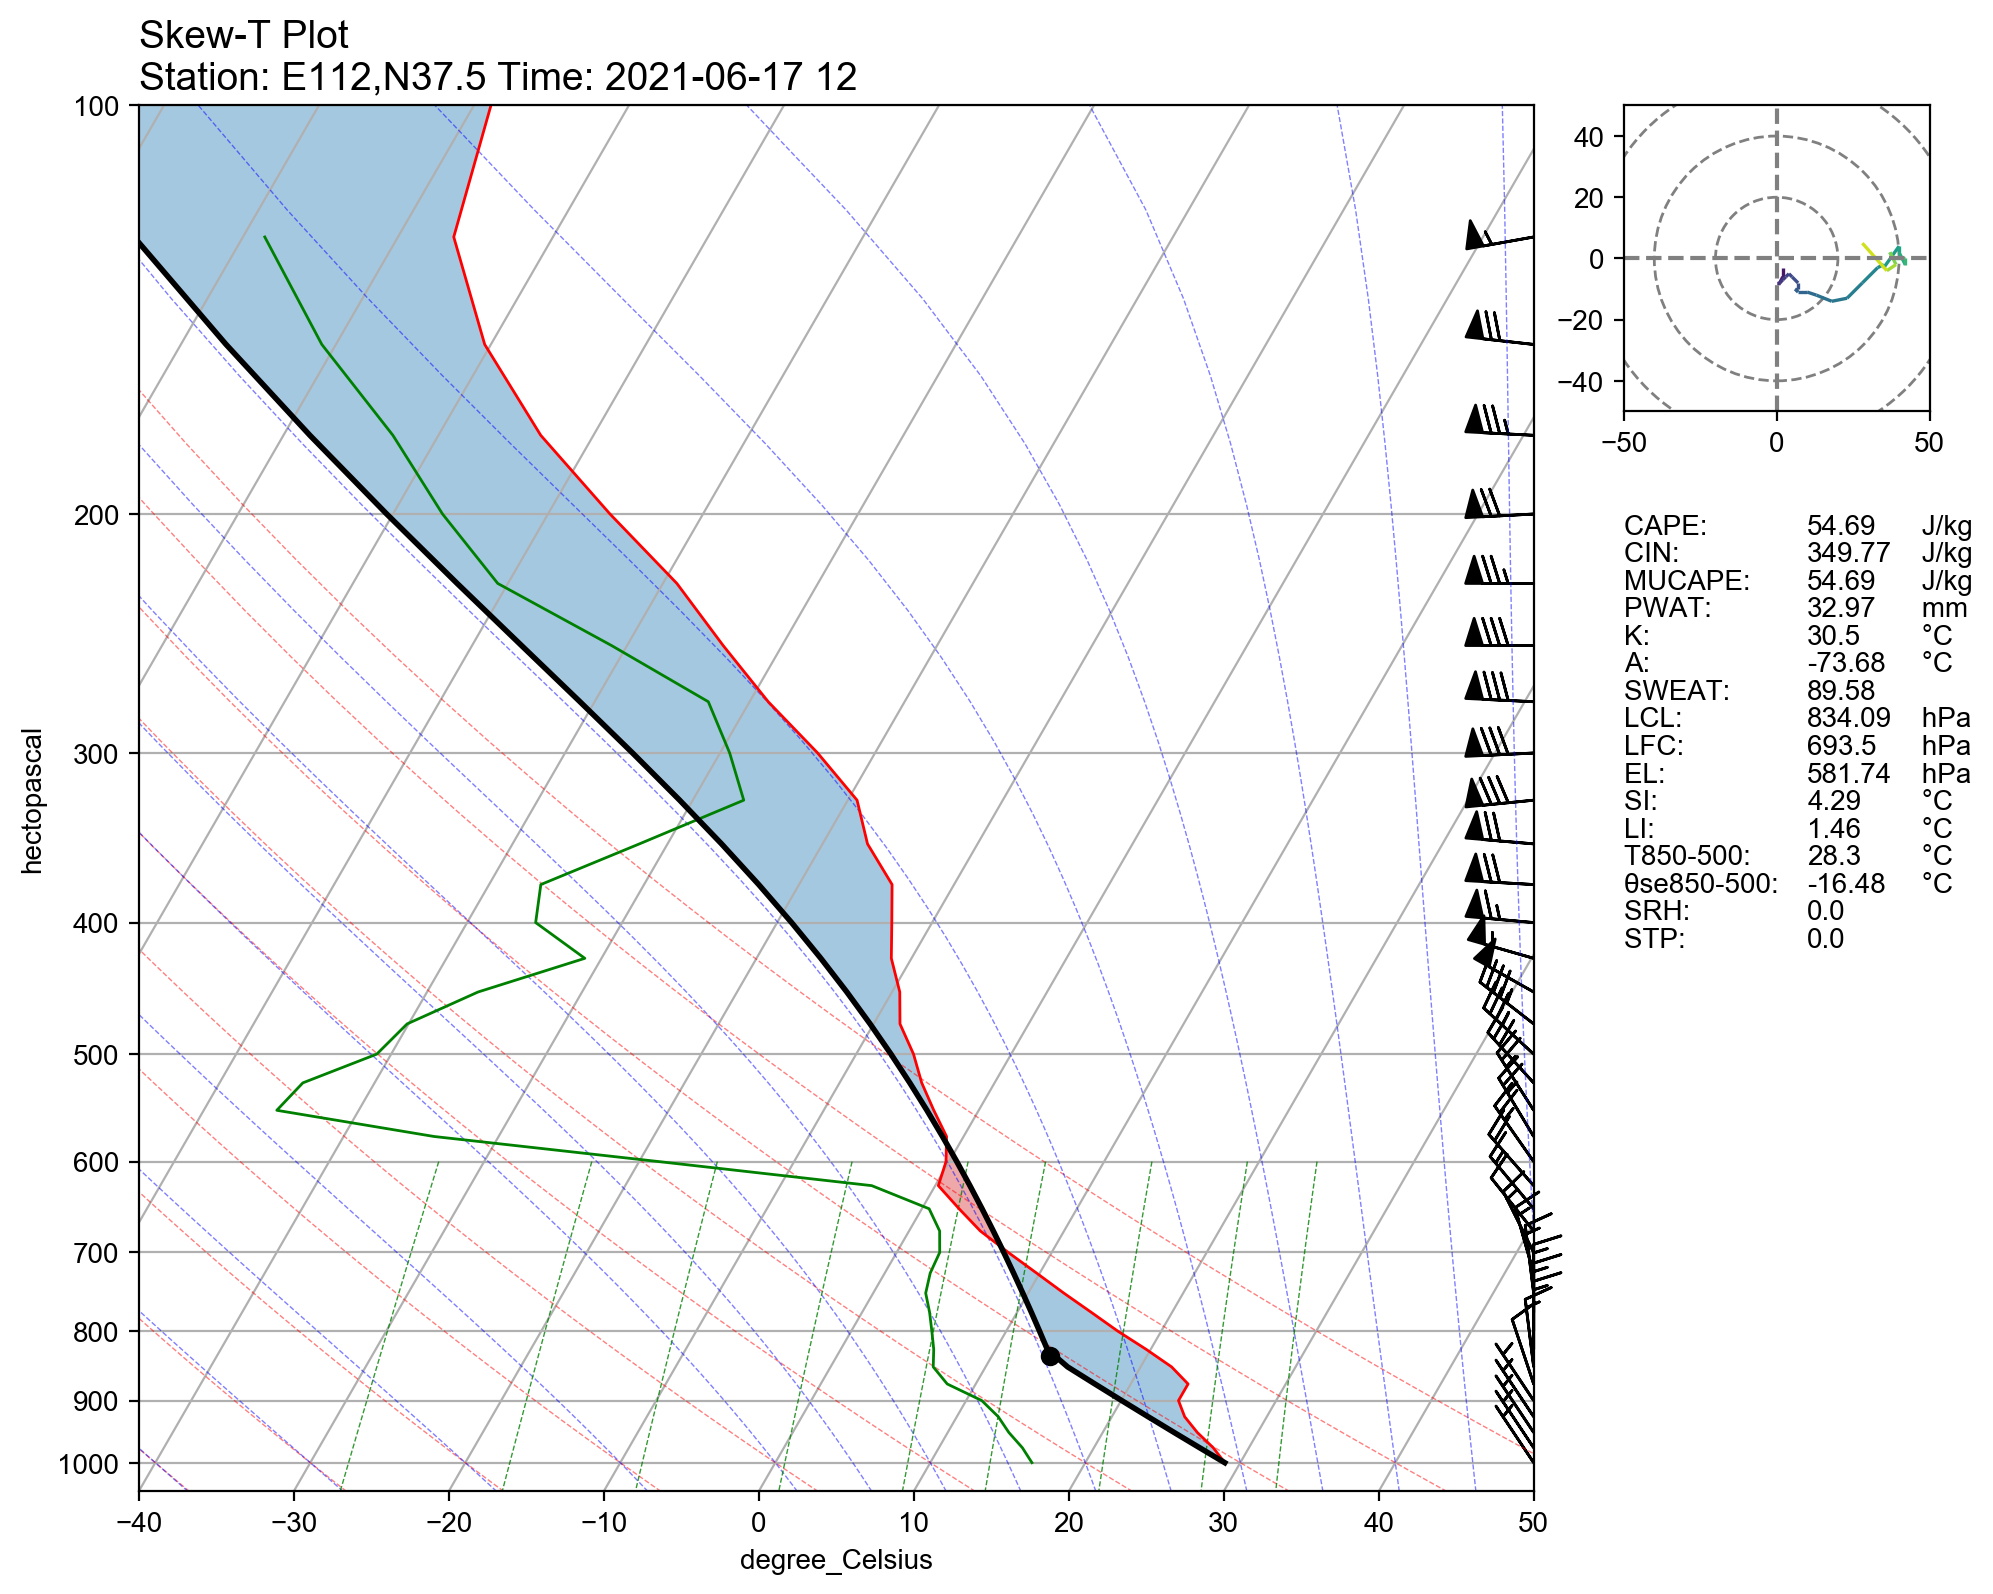 Skew-T Plot
Station: E112,N37.5 Time: 2021-06-17 12
100
200
300
400
500
600
700
800
900
1000
hectopascal
−40 −30 −20 −10 0 10 20 30 40 50
degree_Celsius
40
20
0
−20
−40
−50 0 50
CAPE: 54.69 J/kg
CIN: 349.77 J/kg
MUCAPE: 54.69 J/kg
PWAT: 32.97 mm
K: 30.5 °C
A: -73.68 °C
SWEAT: 89.58
LCL: 834.09 hPa
LFC: 693.5 hPa
EL: 581.74 hPa
SI: 4.29 °C
LI: 1.46 °C
T850-500: 28.3 °C
θse850-500: -16.48 °C
SRH: 0.0
STP: 0.0